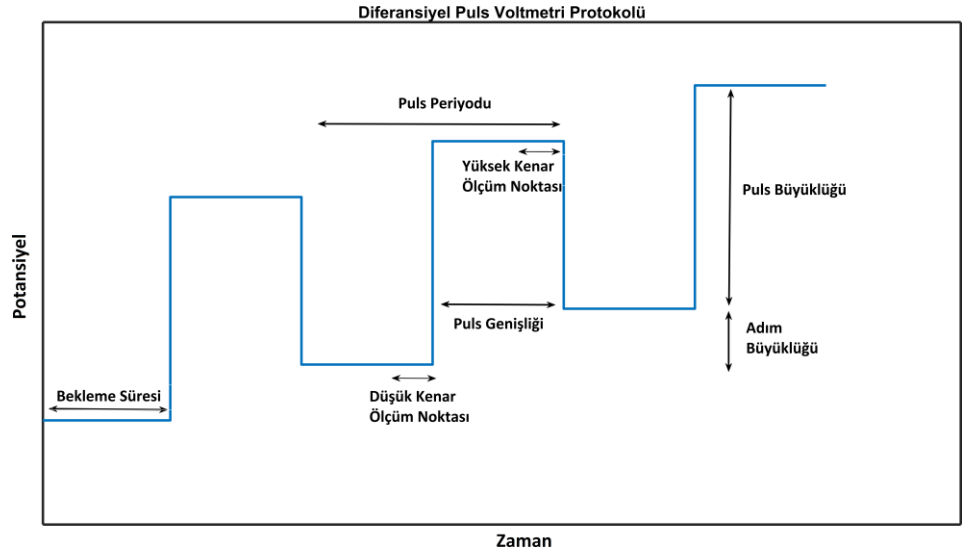 Diferansiyel Puls Voltmetri Protokolü
Puls Periyodu
Yüksek Kenar
Ölçüm Noktası
Puls Büyüklüğü
Potansiyel
Puls Genişliği
Adım
Büyüklüğü
Bekleme Süresi
Düşük Kenar
Ölçüm Noktası
Zaman